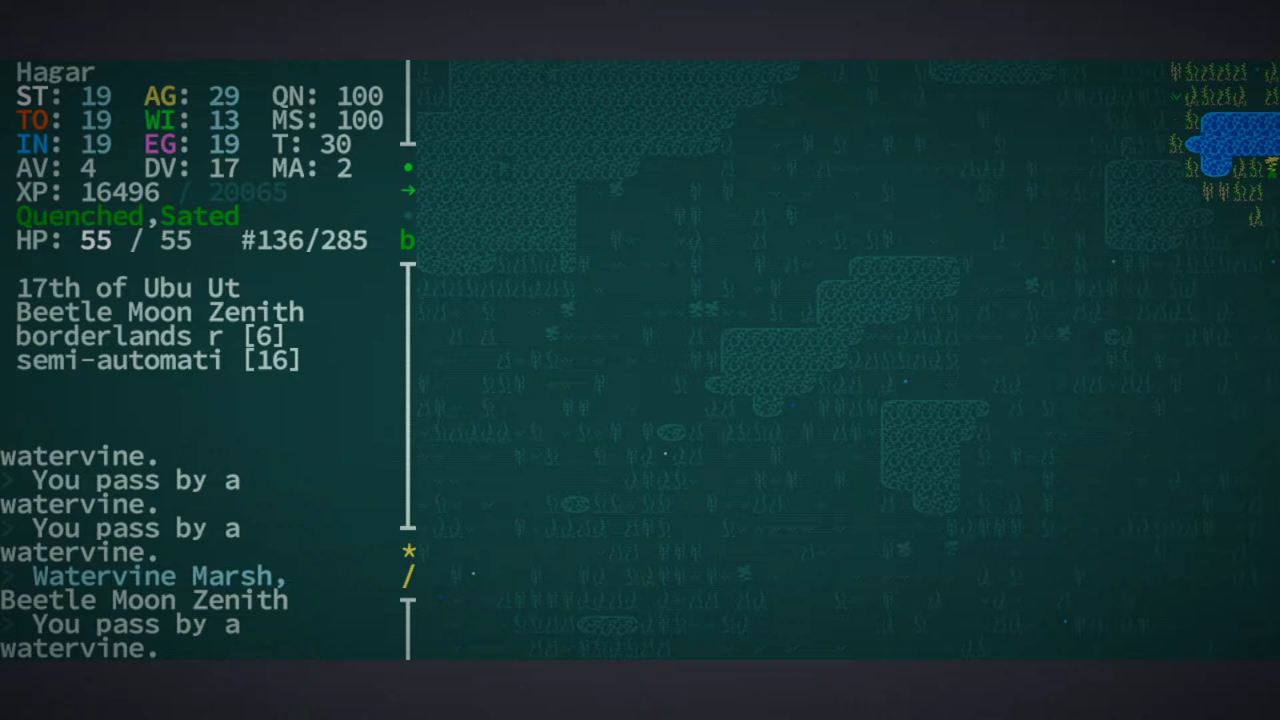 Hagar
ST: 19 AG: 29 QN: 100
TO: 19 WI: 13 MS: 100
IN: 19 EG: 19 T: 30
AV: 4 DV: 17 MA: 2
XP: 16496 / 20065
Quenched,Sated
HP: 55 / 55 #136/285
b
17th of Ubu Ut
Beetle Moon Zenith
borderlands r [6]
semi-automati [16]
watervine.
> You pass by a
watervine.
> You pass by a
watervine.
* 
/
> Watervine Marsh,
Beetle Moon Zenith
> You pass by a
watervine.